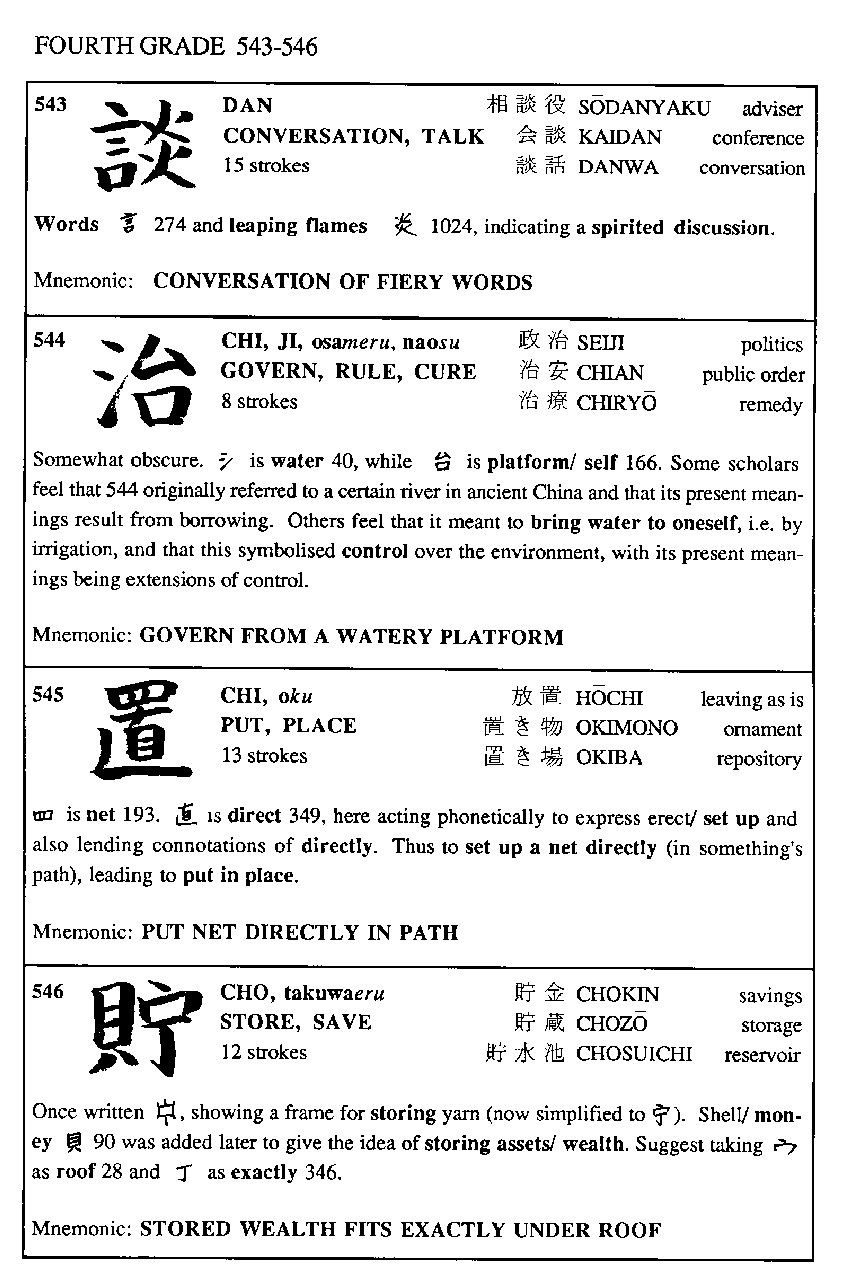 FOURTH GRADE 543-546
543 談 DAN 相談役 SŌDANYAKU adviser
CONVERSATION, TALK 会談 KAIDAN conference
15 strokes 談話 DANWA conversation
Words 言 274 and leaping flames 炎 1024, indicating a spirited discussion.
Mnemonic: CONVERSATION OF FIERY WORDS
544 治 CHI, JI, osameru, naosu 政治 SEIJI politics
GOVERN, RULE, CURE 治安 CHIAN public order
8 strokes 治療 CHIRYŌ remedy
Somewhat obscure. 氵 is water 40, while 台 is platform/ self 166. Some scholars
feel that 544 originally referred to a certain river in ancient China and that its present mean-
ings result from borrowing. Others feel that it meant to bring water to oneself, i.e. by
irrigation, and that this symbolised control over the environment, with its present mean-
ings being extensions of control.
Mnemonic: GOVERN FROM A WATERY PLATFORM
545 置 CHI, oku 放置 HŌCHI leaving as is
PUT, PLACE 置き物 OKIMONO ornament
13 strokes 置き場 OKIBA repository
罒 is net 193. 直 is direct 349, here acting phonetically to express erect/ set up and
also lending connotations of directly. Thus to set up a net directly (in something's
path), leading to put in place.
Mnemonic: PUT NET DIRECTLY IN PATH
546 貯 CHO, takuwaeru 貯金 CHOKIN savings
STORE, SAVE 貯蔵 CHOZŌ storage
12 strokes 貯水池 CHOSUICHI reservoir
Once written , showing a frame for storing yarn (now simplified to 宁). Shell/ mon-
ey 貝 90 was added later to give the idea of storing assets/ wealth. Suggest taking 宀
as roof 28 and 丁 as exactly 346.
Mnemonic: STORED WEALTH FITS EXACTLY UNDER ROOF